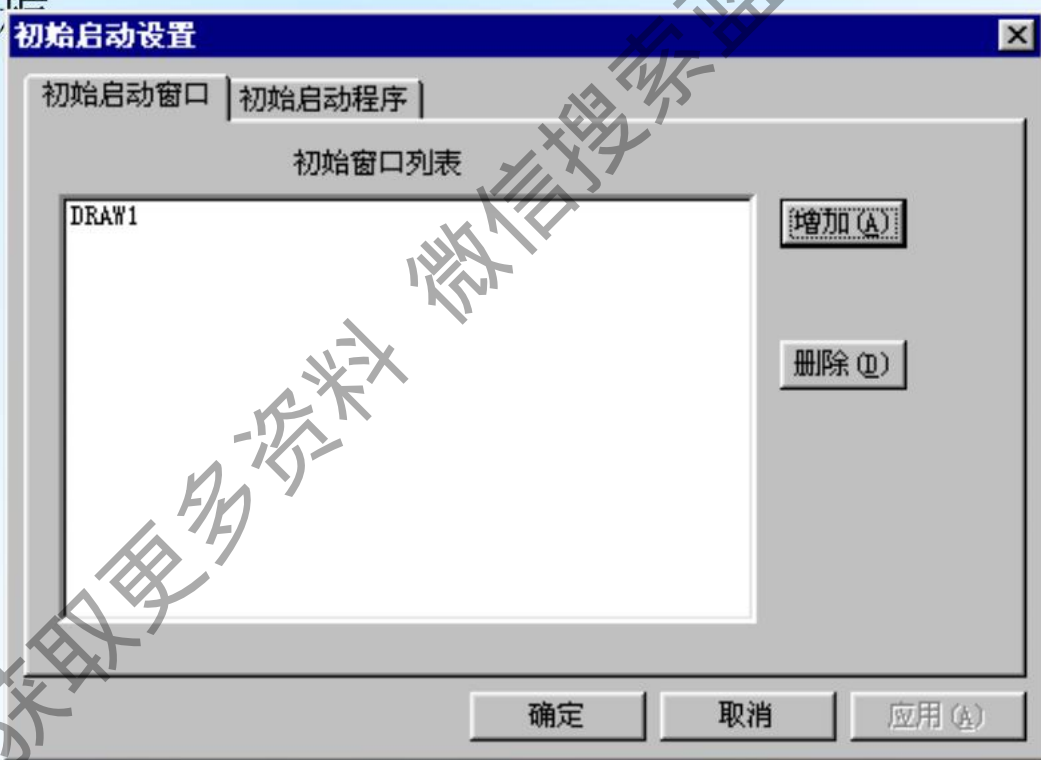 初始启动设置
初始启动窗口 初始启动程序
初始窗口列表
DRAW1
增加(A)
删除(D)
确定 取消 应用(A)
获取更多资料 微信搜索